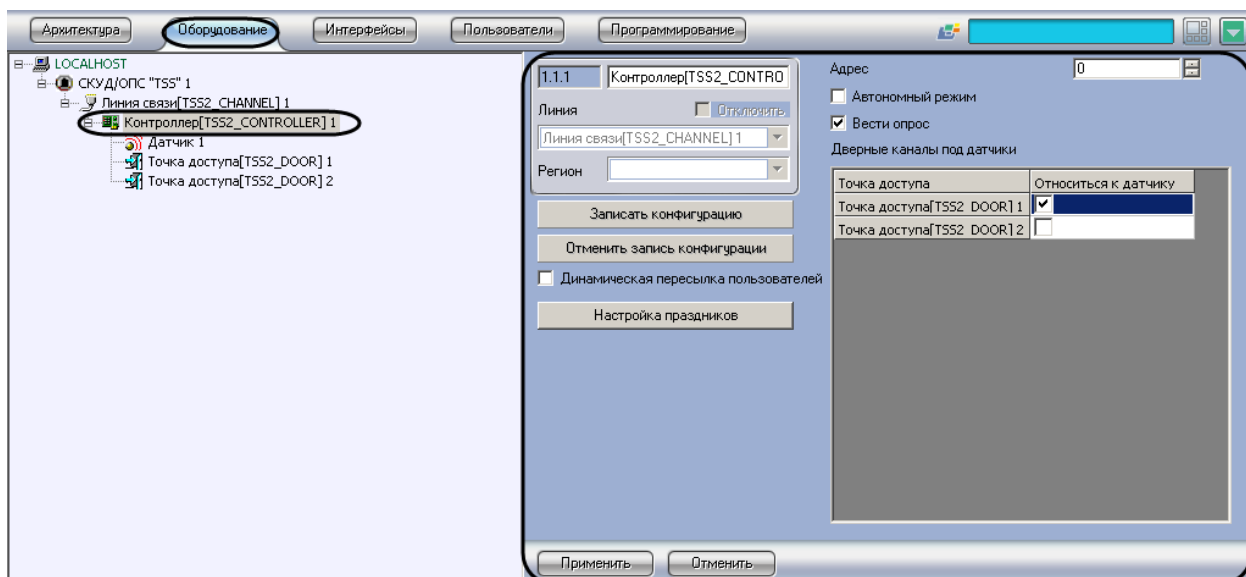 Архитектура Оборудование Интерфейсы Пользователи Программирование
LOCALHOST
СКУД/ОПС "TSS" 1
Линия связи[TSS2_CHANNEL] 1
Контроллер[TSS2_CONTROLLER] 1
Датчик 1
Точка доступа[TSS2_DOOR] 1
Точка доступа[TSS2_DOOR] 2
1.1.1 Контроллер[TSS2_CONTRO
Линия Отключить
Линия связи[TSS2_CHANNEL] 1
Регион
Записать конфигурацию
Отменить запись конфигурации
Динамическая пересылка пользователей
Настройка праздников
Адрес 0
Автономный режим
Вести опрос
Дверные каналы под датчики
Точка доступа Относиться к датчику
Точка доступа[TSS2_DOOR] 1
Точка доступа[TSS2_DOOR] 2
Применить Отменить